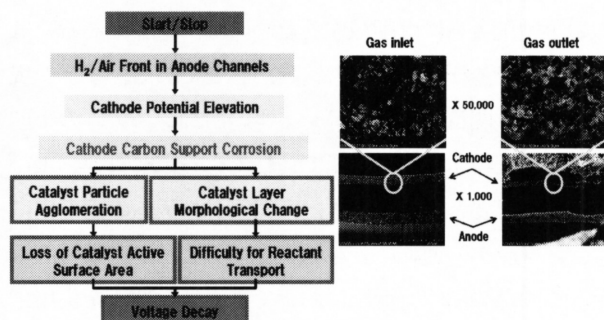 Start/Stop
H2/Air Front in Anode Channels
Cathode Potential Elevation
Cathode Carbon Support Corrosion
Catalyst Particle
Agglomeration
Catalyst Layer
Morphological Change
Loss of Catalyst Active
Surface Area
Difficulty for Reactant
Transport
Voltage Decay
Gas inlet
Gas outlet
X 50,000
Cathode
X 1,000
Anode